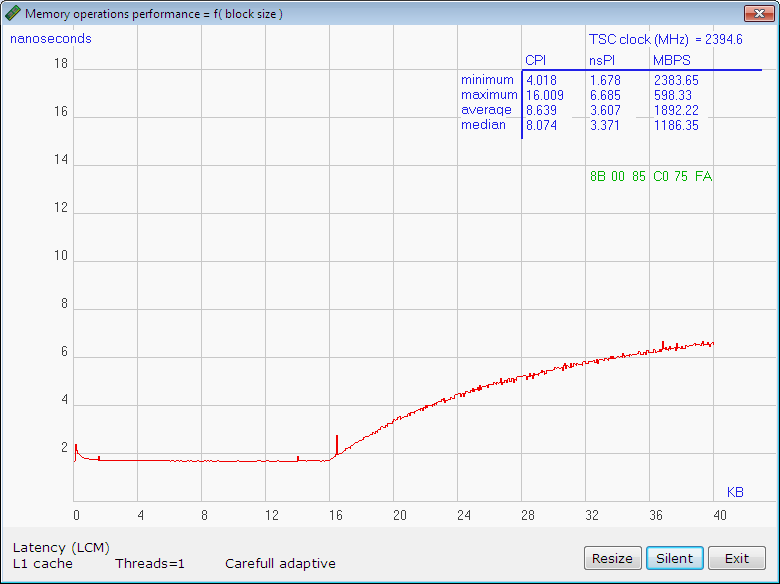 Memory operations performance = f( block size )
nanoseconds
TSC clock (MHz) = 2394.6
CPI nsPI MBPS
minimum 4.018 1.678 2383.65
maximum 16.009 6.685 598.33
average 8.639 3.607 1892.22
median 8.074 3.371 1186.35
8B 00 85 C0 75 FA
18
16
14
12
10
8
6
4
2
KB
0 4 8 12 16 20 24 28 32 36 40
Latency (LCM)
L1 cache Threads=1 Carefull adaptive
Resize Silent Exit